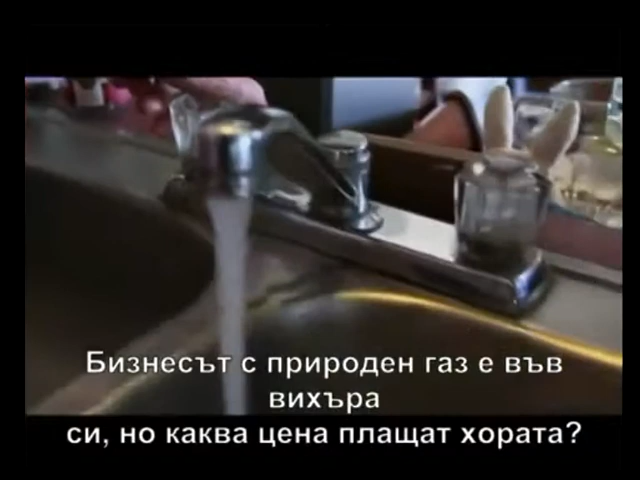 Бизнесът с природен газ е във
вихъра
си, но каква цена плащат хората?